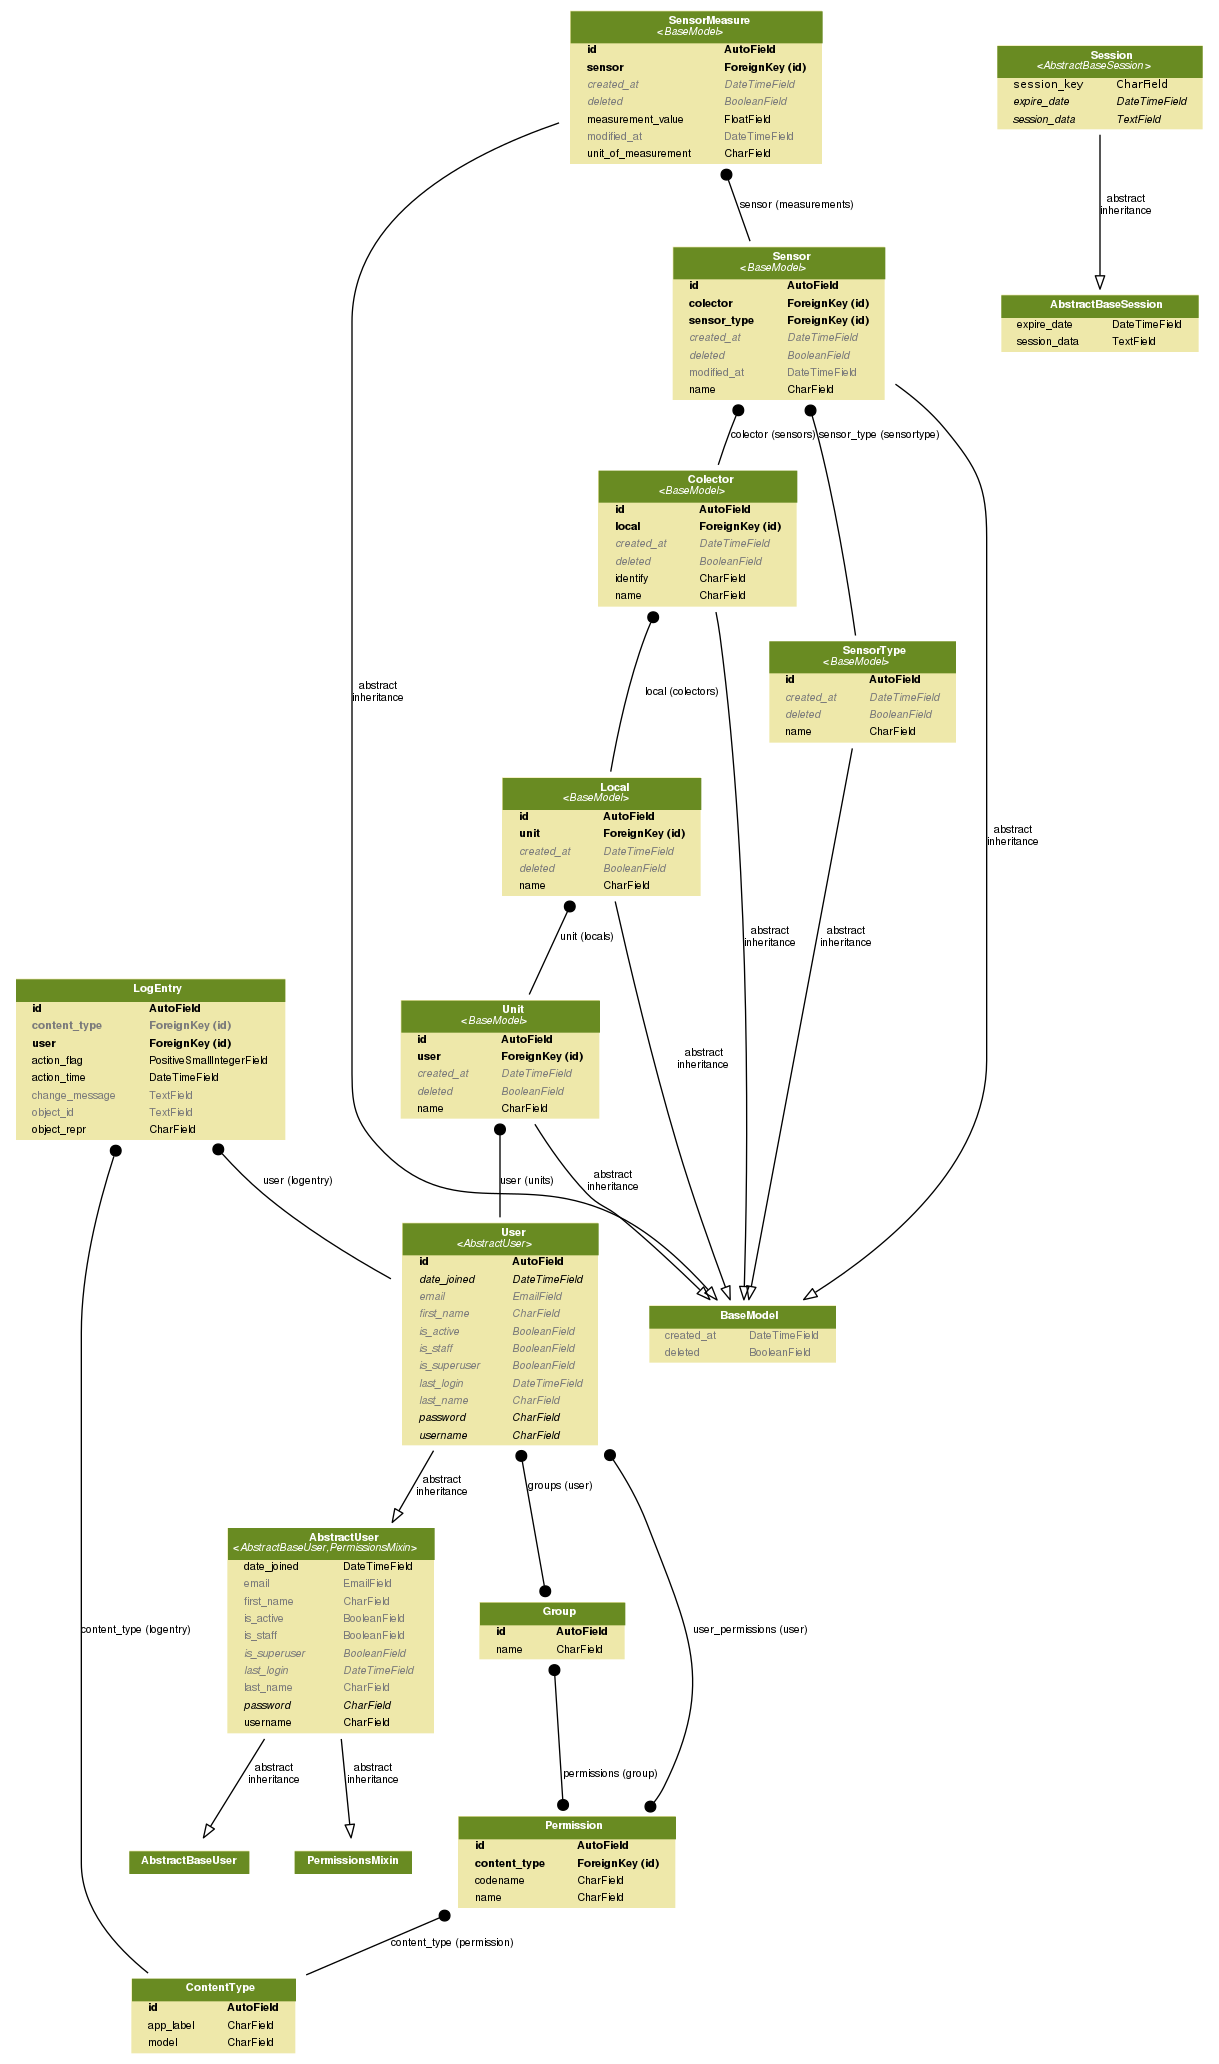 SensorMeasure
<BaseModel>
id AutoField
sensor ForeignKey (id)
created_at DateTimeField
deleted BooleanField
measurement_value FloatField
modified_at DateTimeField
unit_of_measurement CharField
Session
<AbstractBaseSession>
session_key CharField
expire_date DateTimeField
session_data TextField
sensor (measurements)
abstract
inheritance
Sensor
<BaseModel>
id AutoField
colector ForeignKey (id)
sensor_type ForeignKey (id)
created_at DateTimeField
deleted BooleanField
modified_at DateTimeField
name CharField
AbstractBaseSession
expire_date DateTimeField
session_data TextField
colector (sensors)
sensor_type (sensortype)
Colector
<BaseModel>
id AutoField
local ForeignKey (id)
created_at DateTimeField
deleted BooleanField
identify CharField
name CharField
SensorType
<BaseModel>
id AutoField
created_at DateTimeField
deleted BooleanField
name CharField
abstract
inheritance
local (colectors)
Local
<BaseModel>
id AutoField
unit ForeignKey (id)
created_at DateTimeField
deleted BooleanField
name CharField
abstract
inheritance
unit (locals)
abstract
inheritance
abstract
inheritance
LogEntry
id AutoField
content_type ForeignKey (id)
user ForeignKey (id)
action_flag PositiveSmallIntegerField
action_time DateTimeField
change_message TextField
object_id TextField
object_repr CharField
Unit
<BaseModel>
id AutoField
user ForeignKey (id)
created_at DateTimeField
deleted BooleanField
name CharField
abstract
inheritance
user (logentry)
user (units)
abstract
inheritance
User
<AbstractUser>
id AutoField
date_joined DateTimeField
email EmailField
first_name CharField
is_active BooleanField
is_staff BooleanField
is_superuser BooleanField
last_login DateTimeField
last_name CharField
password CharField
username CharField
BaseModel
created_at DateTimeField
deleted BooleanField
abstract
inheritance
groups (user)
AbstractUser
<AbstractBaseUser,PermissionsMixin>
date_joined DateTimeField
email EmailField
first_name CharField
is_active BooleanField
is_staff BooleanField
is_superuser BooleanField
last_login DateTimeField
last_name CharField
password CharField
username CharField
Group
id AutoField
name CharField
content_type (logentry)
user_permissions (user)
abstract
inheritance
abstract
inheritance
permissions (group)
AbstractBaseUser
PermissionsMixin
Permission
id AutoField
content_type ForeignKey (id)
codename CharField
name CharField
content_type (permission)
ContentType
id AutoField
app_label CharField
model CharField